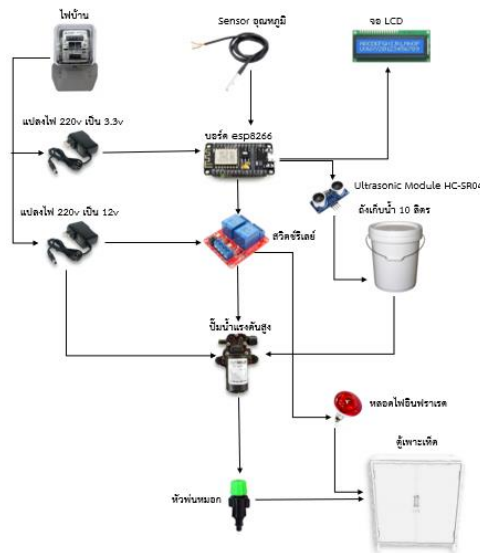 ไฟบ้าน
Sensor อุณหภูมิ
จอ LCD
แปลงไฟ 220v เป็น 3.3v
บอร์ด esp8266
Ultrasonic Module HC-SR04
ถังเก็บน้ำ 10 ลิตร
แปลงไฟ 220v เป็น 12v
สวิตซ์รีเลย์
ปั๊มน้ำแรงดันสูง
หลอดไฟอินฟราเรด
ตู้เพาะเห็ด
หัวพ่นหมอก